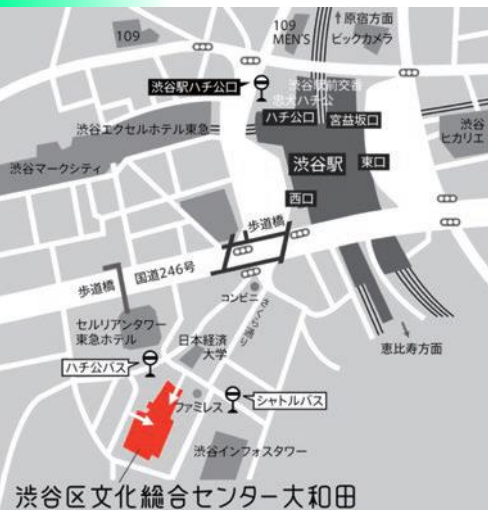 109
109
MEN'S
↑原宿方面
ビックカメラ
渋谷駅ハチ公口
渋谷駅前交番
忠犬ハチ公
ハチ公口
宮益坂口
渋谷エクセルホテル東急
渋谷
ヒカリエ
渋谷マークシティ
渋谷駅
東口
西口
歩道橋
国道246号
歩道橋
コンビニ
さくら通り
セルリアンタワー
東急ホテル
日本経済
大学
恵比寿方面
ハチ公バス
ファミレス
シャトルバス
渋谷インフォスタワー
渋谷区文化総合センター大和田